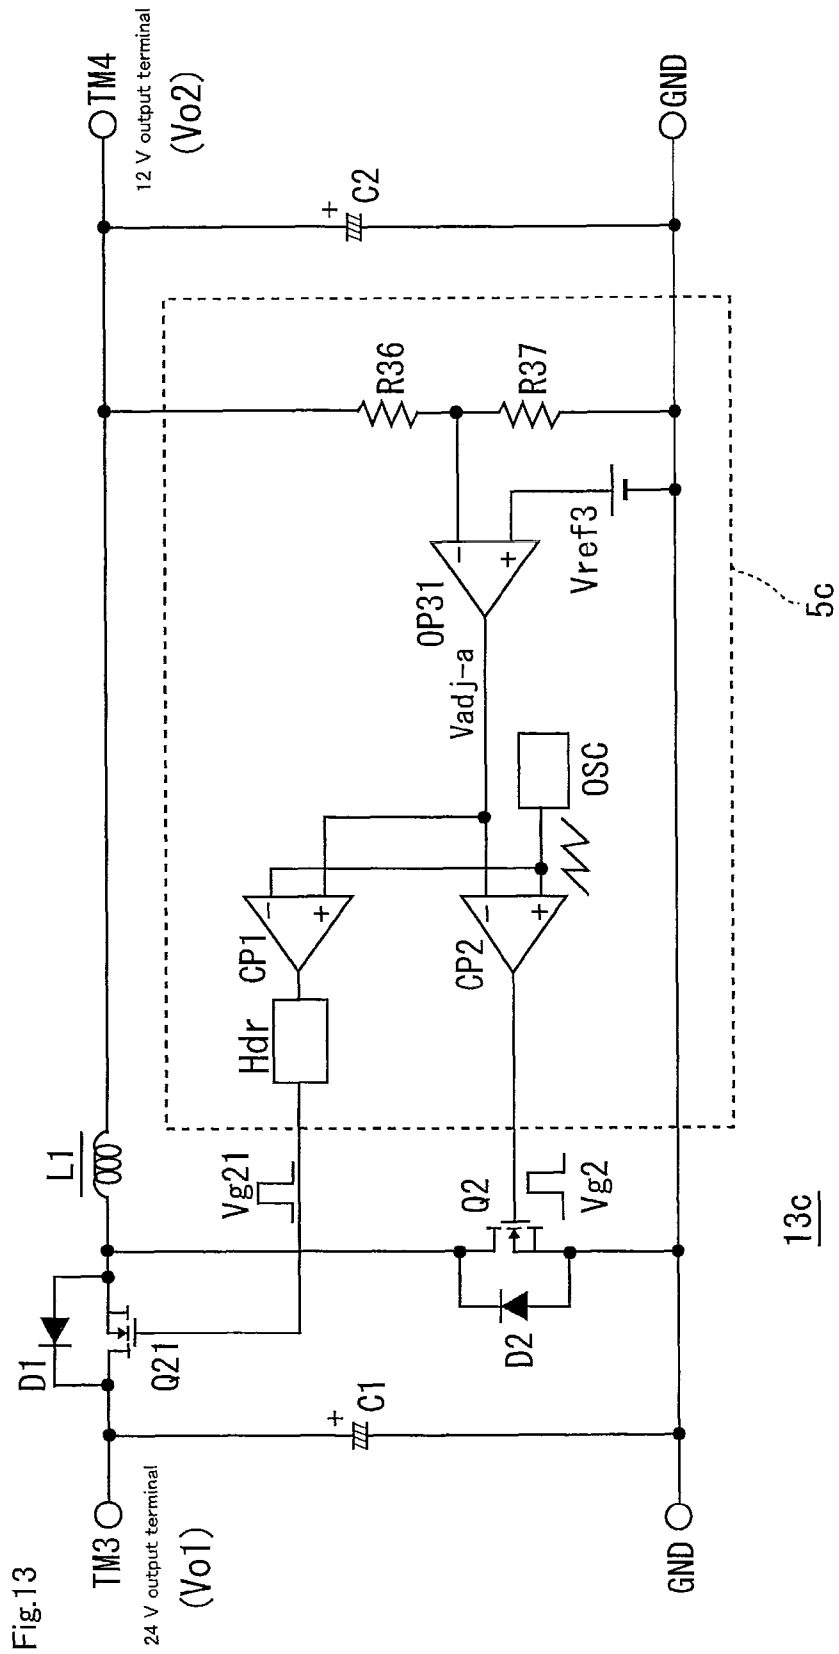 Fig.13
TM3
24 V output terminal
(Vo1)
GND
D1
Q21
C1
+
D2
Q2
Vg2
Vg21
L1
Hdr
CP1
−
+
CP2
−
+
OSC
Vadj-a
OP31
−
+
Vref3
R36
R37
C2
+
TM4
12 V output terminal
(Vo2)
GND
5c
13c